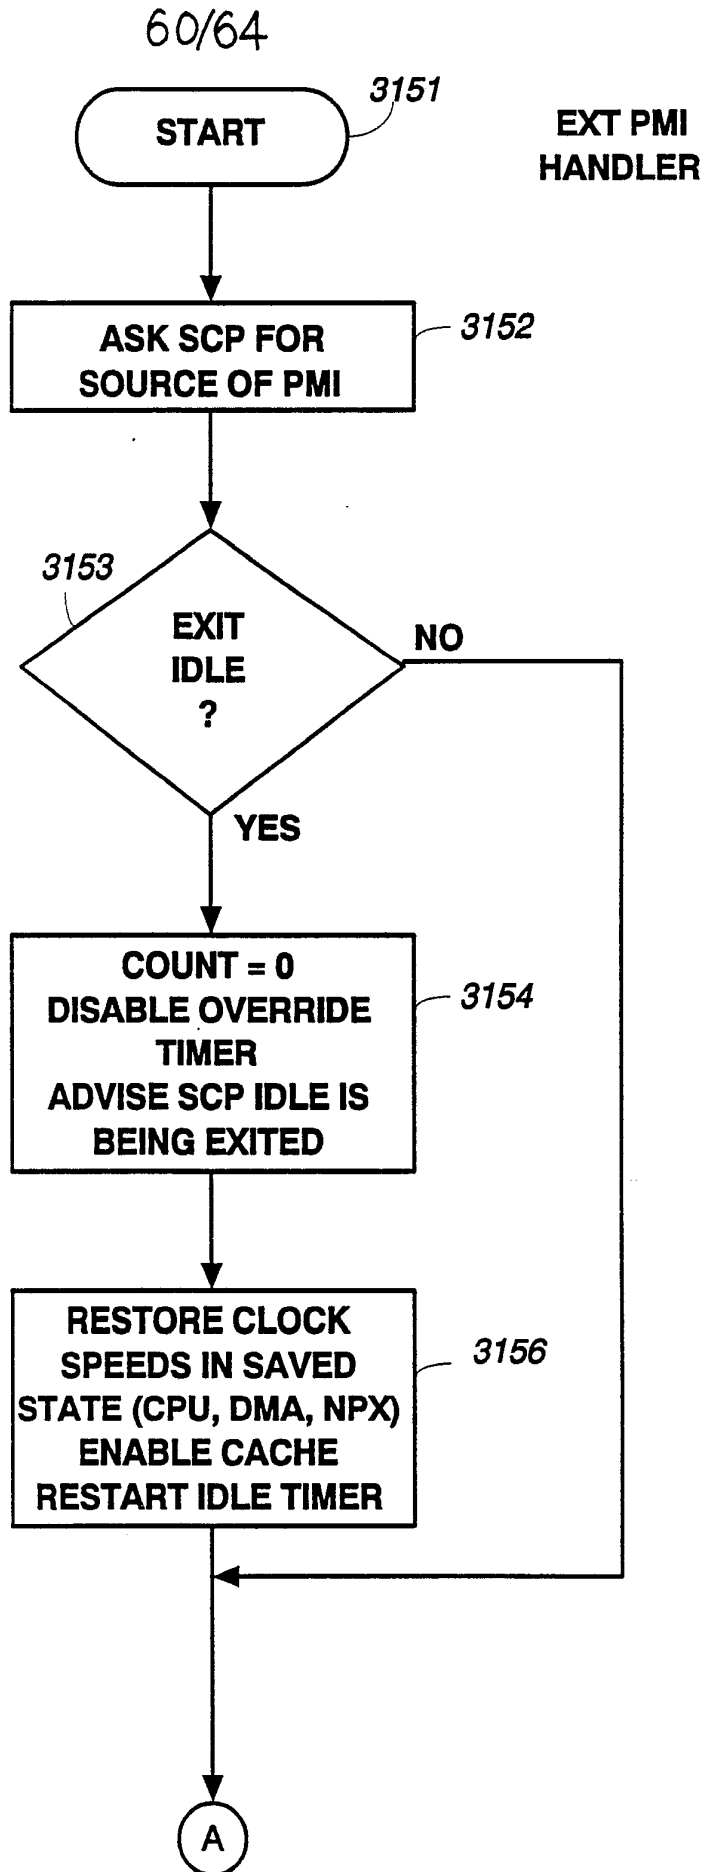 60/64
3151
START
EXT PMI
HANDLER
3152
ASK SCP FOR
SOURCE OF PMI
3153
EXIT
IDLE
?
NO
YES
COUNT = 0
DISABLE OVERRIDE
TIMER
ADVISE SCP IDLE IS
BEING EXITED
3154
RESTORE CLOCK
SPEEDS IN SAVED
STATE (CPU, DMA, NPX)
ENABLE CACHE
RESTART IDLE TIMER
3156
A